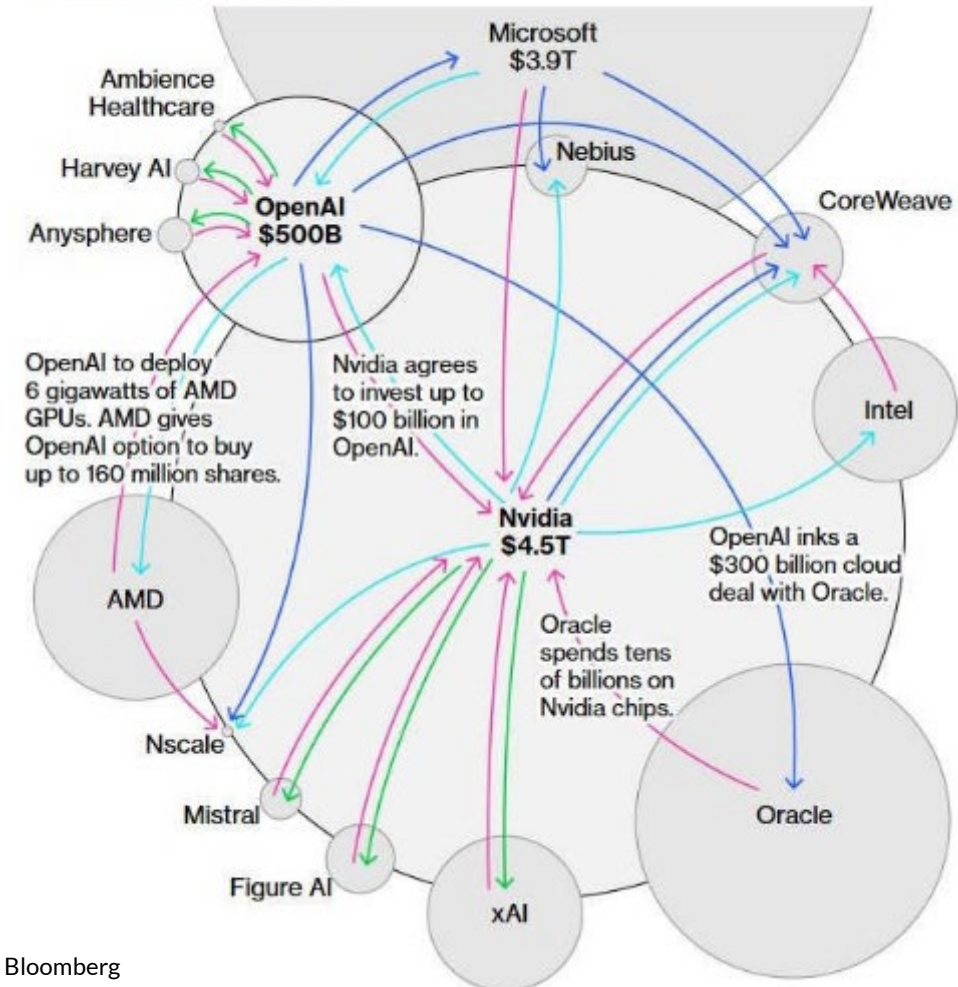 Microsoft
$3.9T
Ambience
Healthcare
Harvey AI
Anysphere
OpenAI
$500B
Nebius
CoreWeave
OpenAI to deploy
6 gigawatts of AMD
GPUs. AMD gives
OpenAI option to buy
up to 160 million shares.
Nvidia agrees
to invest up to
$100 billion in
OpenAI.
Intel
Nvidia
$4.5T
OpenAI inks a
$300 billion cloud
deal with Oracle.
AMD
Oracle
spends tens
of billions on
Nvidia chips.
Nscale
Mistral
Figure AI
xAI
Oracle
Bloomberg